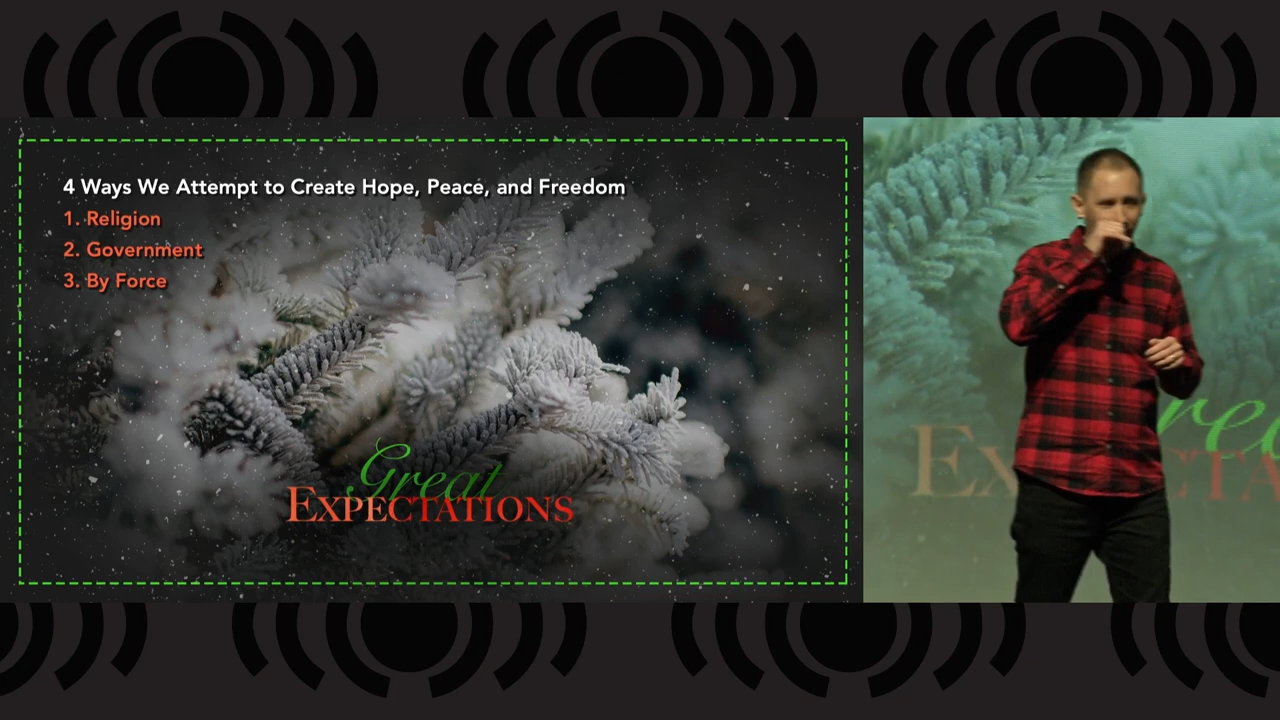 4 Ways We Attempt to Create Hope, Peace, and Freedom
1. Religion
2. Government
3. By Force
Great
EXPECTATIONS